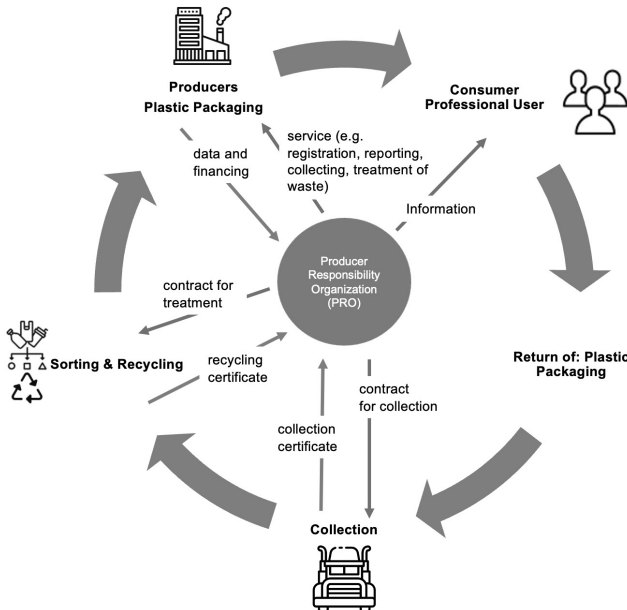 Producers
Plastic Packaging
Consumer
Professional User
data and
financing
service (e.g.
registration, reporting,
collecting, treatment of
waste)
Information
Producer
Responsibility
Organization
(PRO)
contract for
treatment
Sorting & Recycling
recycling
certificate
Return of: Plastic
Packaging
contract
for collection
collection
certificate
Collection